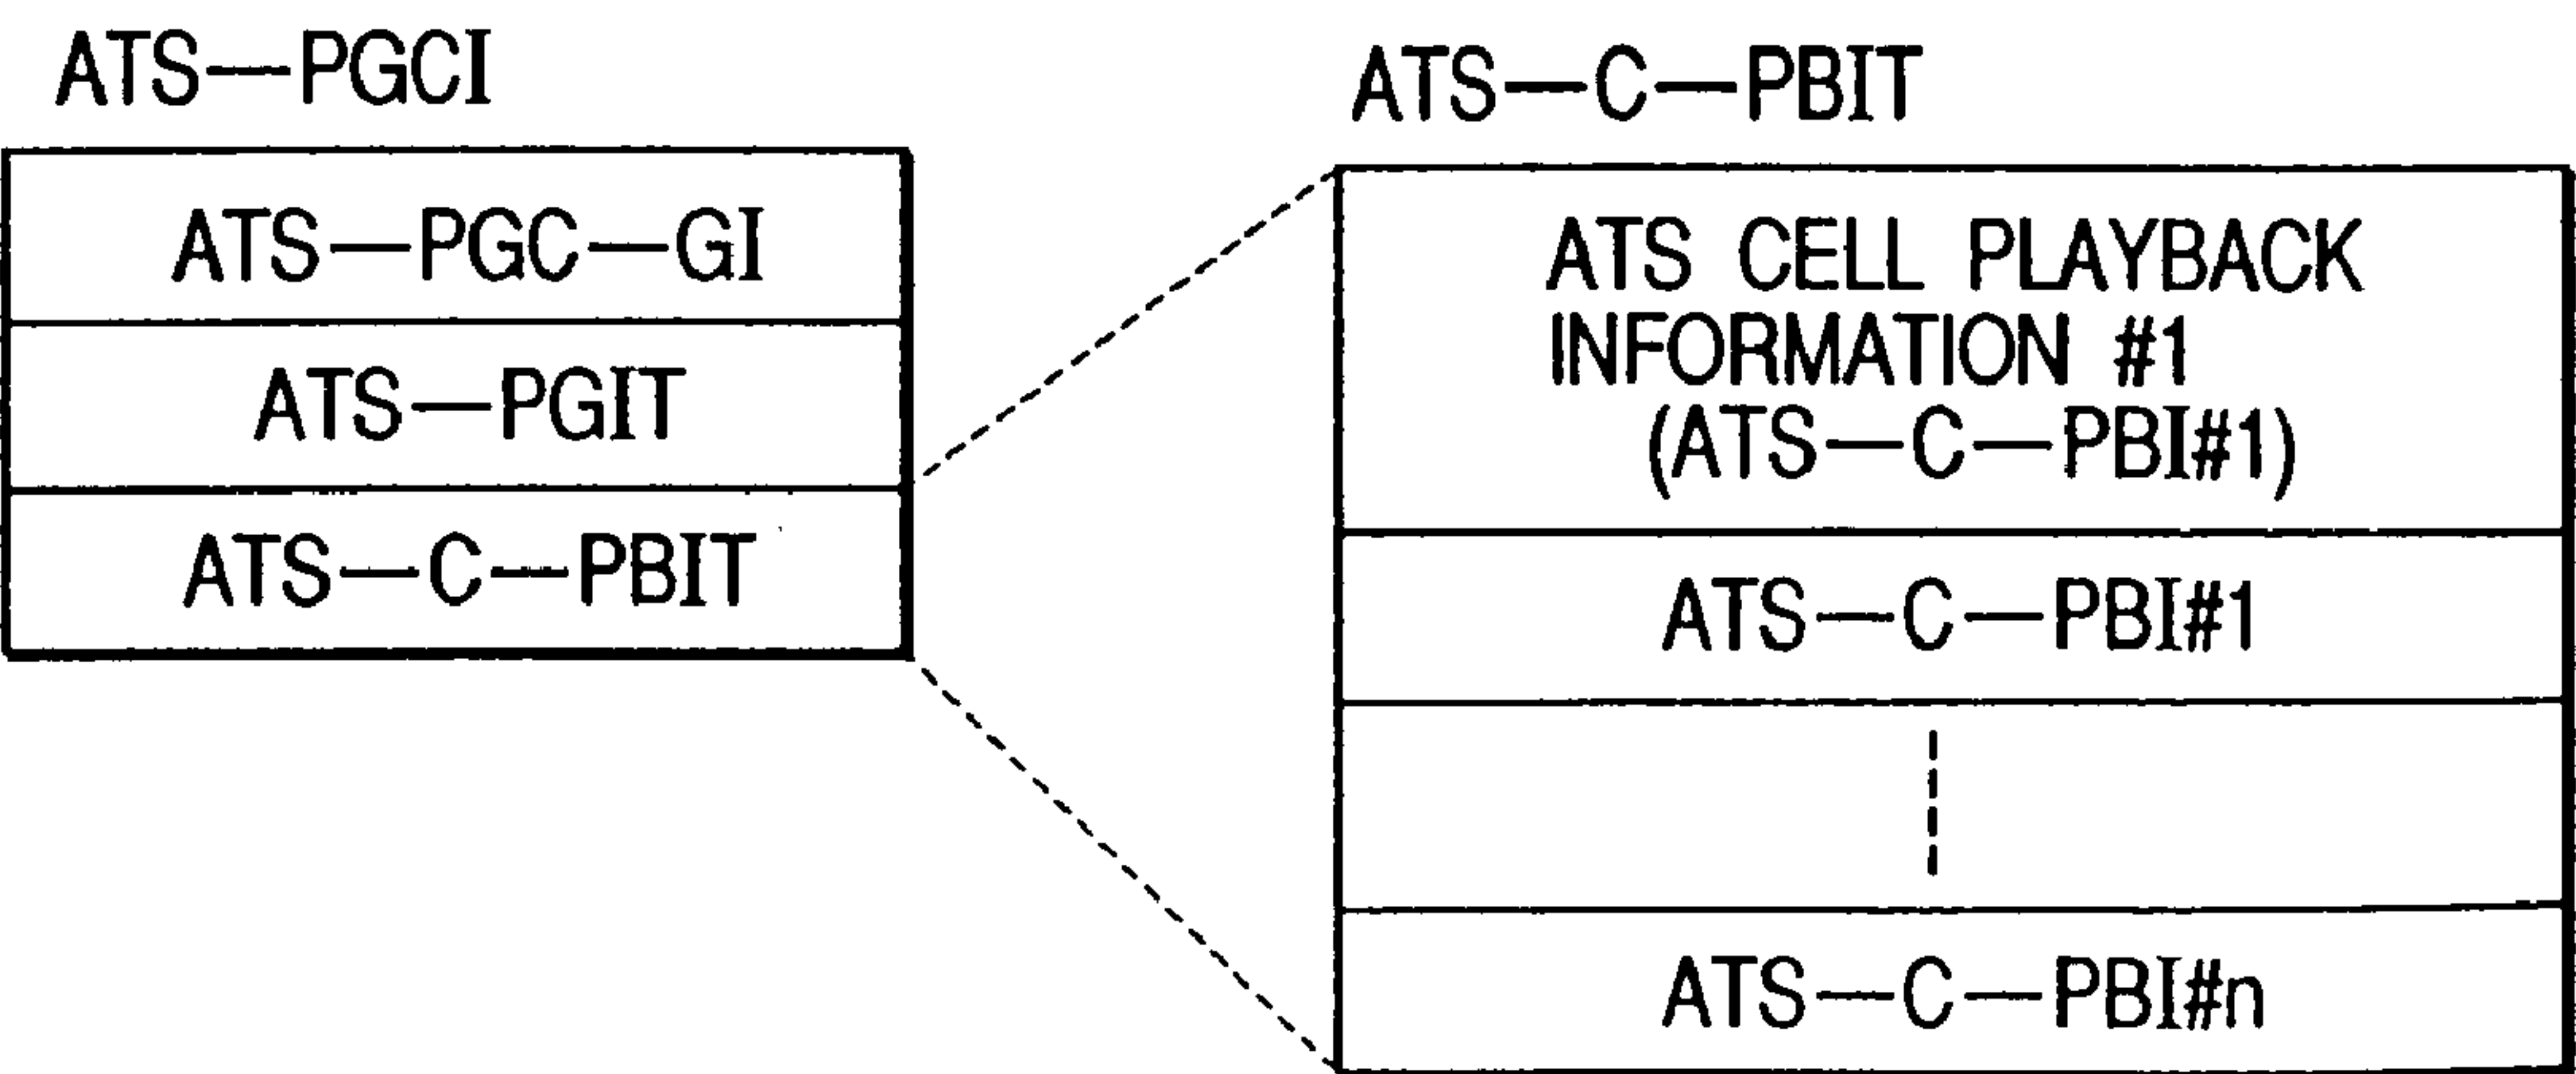 ATS—PGCI
ATS—PGC—GI
ATS—PGIT
ATS—C—PBIT
ATS—C—PBIT
ATS CELL PLAYBACK
INFORMATION #1
(ATS—C—PBI#1)
ATS—C—PBI#1
ATS—C—PBI#n